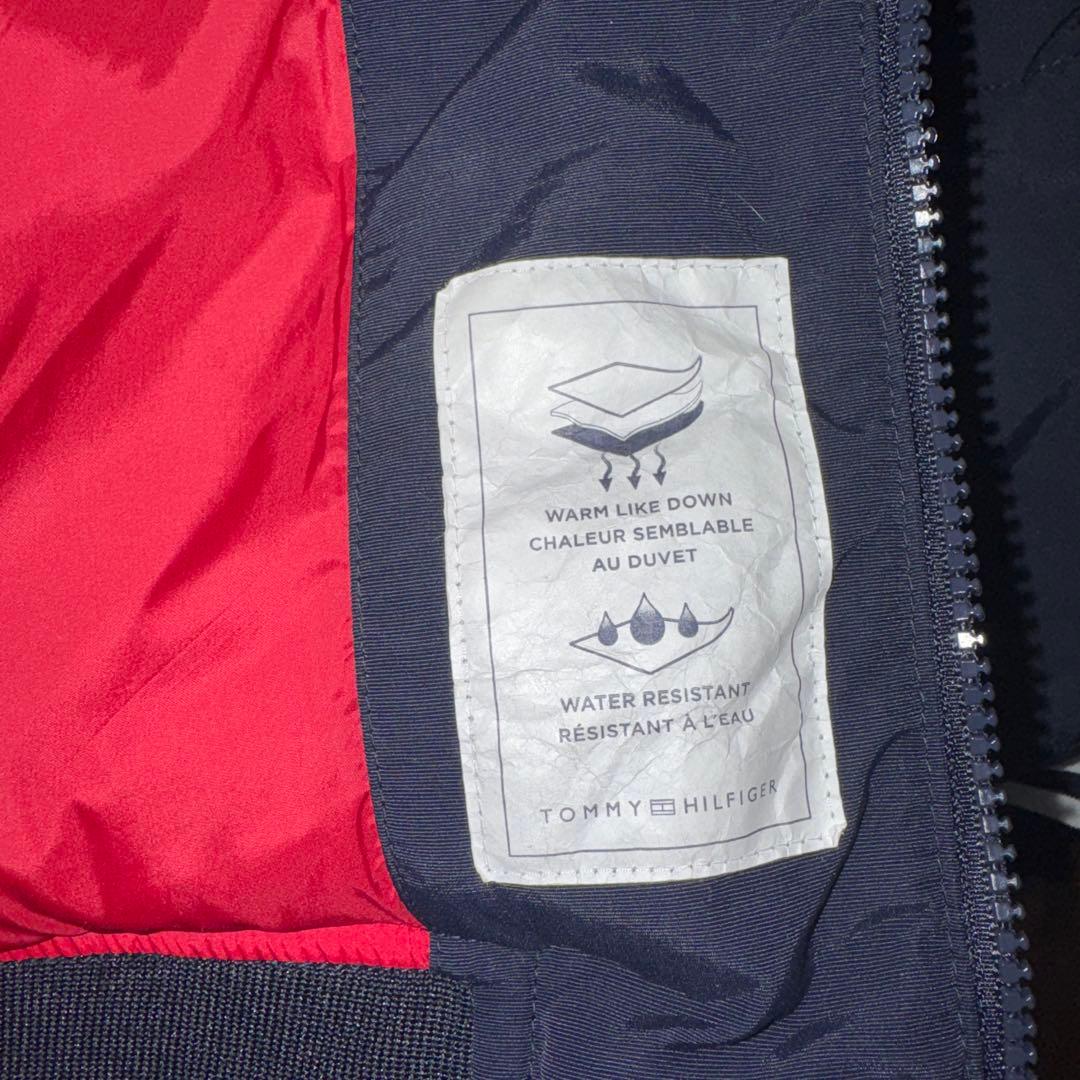 WARM LIKE DOWN
CHALEUR SEMBLABLE
AU DUVET
WATER RESISTANT
RÉSISTANT À L'EAU
TOMMY HILFIGER